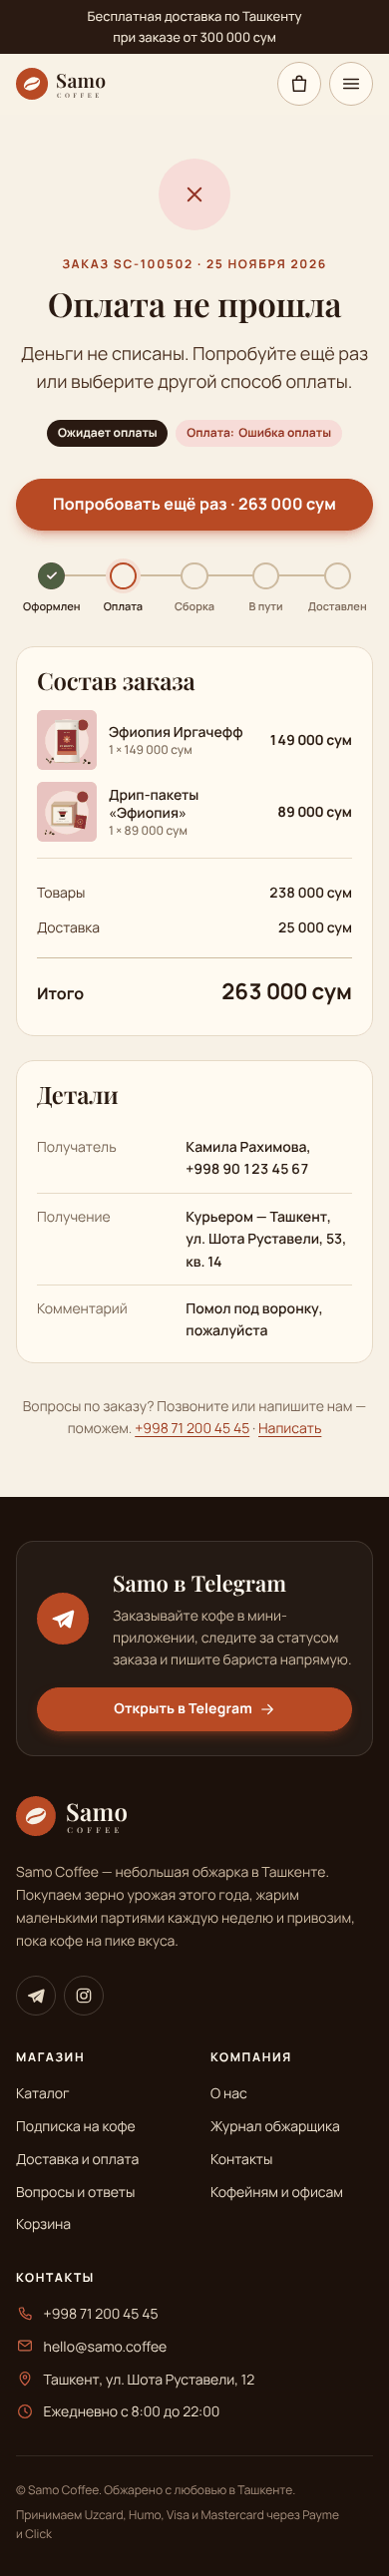 Бесплатная доставка по Ташкенту
при заказе от 300 000 сум
Samo
COFFEE
ЗАКАЗ SC-100502 · 25 НОЯБРЯ 2026
Оплата не прошла
Деньги не списаны. Попробуйте ещё раз
или выберите другой способ оплаты.
Ожидает оплаты
Оплата: Ошибка оплаты
Попробовать ещё раз · 263 000 сум
Оформлен
Оплата
Сборка
В пути
Доставлен
Состав заказа
Эфиопия Иргачефф
1 × 149 000 сум
149 000 сум
Дрип-пакеты
«Эфиопия»
1 × 89 000 сум
89 000 сум
Товары
238 000 сум
Доставка
25 000 сум
Итого
263 000 сум
Детали
Получатель
Камила Рахимова,
+998 90 123 45 67
Получение
Курьером — Ташкент,
ул. Шота Руставели, 53,
кв. 14
Комментарий
Помол под воронку,
пожалуйста
Вопросы по заказу? Позвоните или напишите нам —
поможем. +998 71 200 45 45 · Написать
Samo в Telegram
Заказывайте кофе в мини-
приложении, следите за статусом
заказа и пишите бариста напрямую.
Открыть в Telegram →
Samo
COFFEE
Samo Coffee — небольшая обжарка в Ташкенте.
Покупаем зерно урожая этого года, жарим
маленькими партиями каждую неделю и привозим,
пока кофе на пике вкуса.
МАГАЗИН
Каталог
Подписка на кофе
Доставка и оплата
Вопросы и ответы
Корзина
КОМПАНИЯ
О нас
Журнал обжарщика
Контакты
Кофейням и офисам
КОНТАКТЫ
+998 71 200 45 45
hello@samo.coffee
Ташкент, ул. Шота Руставели, 12
Ежедневно с 8:00 до 22:00
© Samo Coffee. Обжарено с любовью в Ташкенте.
Принимаем Uzcard, Humo, Visa и Mastercard через Payme
и Click